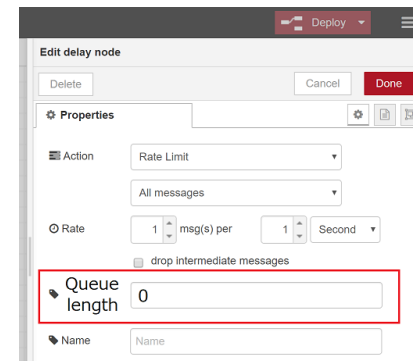 Deploy
Edit delay node
Delete
Cancel Done
Properties
Action Rate Limit
All messages
Rate 1 msg(s) per 1 Second
drop intermediate messages
Queue length 0
Name Name